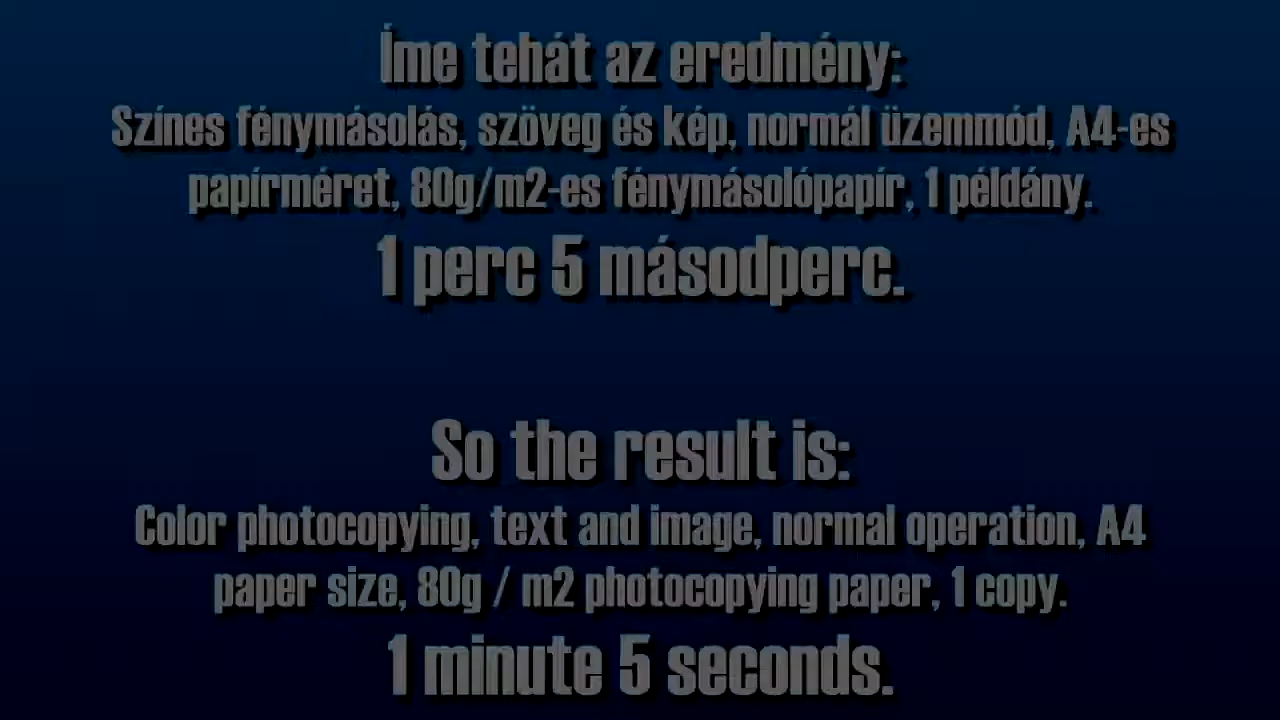 Íme tehát az eredmény:
Színes fénymásolás, szöveg és kép, normál üzemmód, A4-es
papírméret, 80g/m2-es fénymásolópapír, 1 példány.
1 perc 5 másodperc.
So the result is:
Color photocopying, text and image, normal operation, A4
paper size, 80g / m2 photocopying paper, 1 copy.
1 minute 5 seconds.